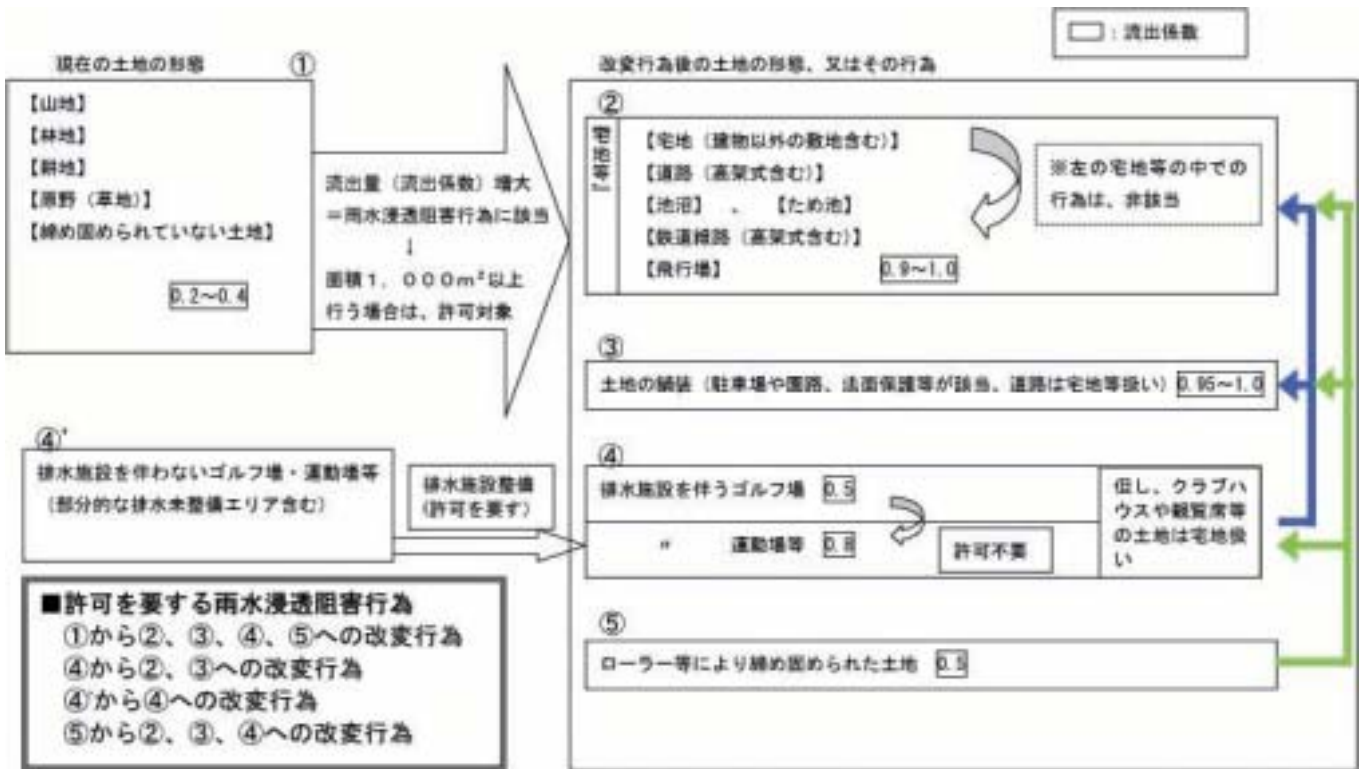 ▭：流出係数
現在の土地の形態
①
【山地】
【林地】
【耕地】
【原野（草地）】
【締め固められていない土地】
0.2～0.4
流出量（流出係数）増大
＝雨水浸透阻害行為に該当
↓
面積１，０００m²以上
行う場合は、許可対象
改変行為後の土地の形態、又はその行為
②
宅地等』
【宅地（建物以外の敷地含む）】
【道路（高架式含む）】
【池沼】 、 【ため池】
【鉄道線路（高架式含む）】
【飛行場】 0.9～1.0
※左の宅地等の中での
行為は、非該当
③
土地の舗装（駐車場や園路、法面保護等が該当、道路は宅地等扱い） 0.95～1.0
④'
排水施設を伴わないゴルフ場・運動場等
（部分的な排水未整備エリア含む）
排水施設整備
（許可を要す）
④
排水施設を伴うゴルフ場 0.5
〃 運動場等 0.8
許可不要
但し、クラブハ
ウスや観覧席等
の土地は宅地扱
い
⑤
ローラー等により締め固められた土地 0.5
■許可を要する雨水浸透阻害行為
①から②、③、④、⑤への改変行為
④から②、③への改変行為
④'から④への改変行為
⑤から②、③、④への改変行為